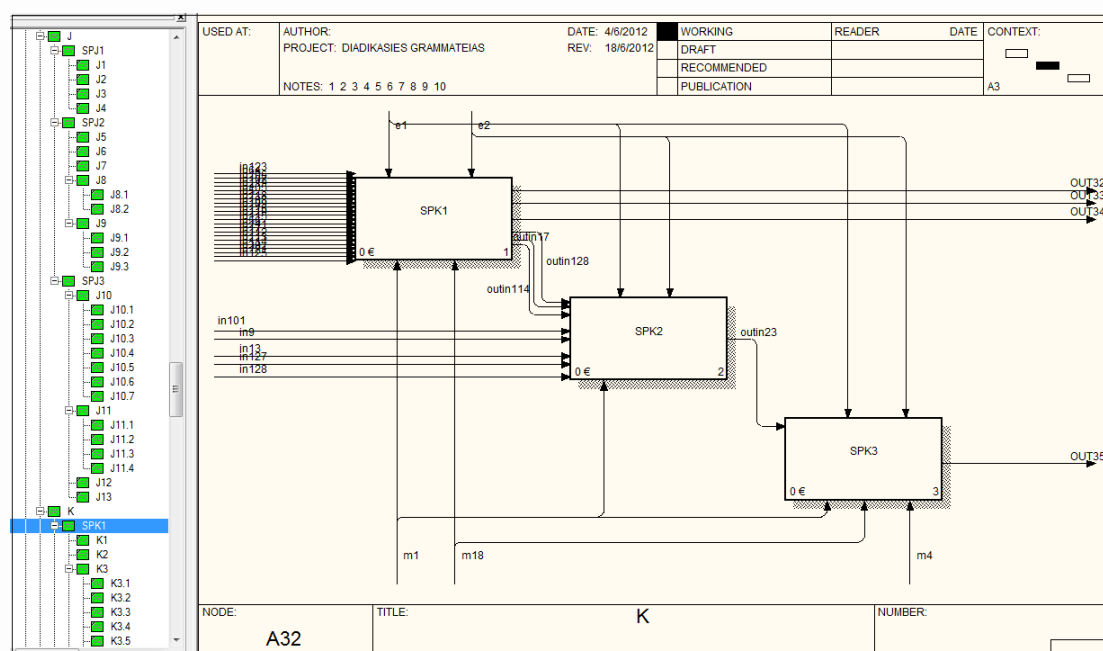 J
SPJ1
J1
J2
J3
J4
SPJ2
J5
J6
J7
J8
J8.1
J8.2
J9
J9.1
J9.2
J9.3
SPJ3
J10
J10.1
J10.2
J10.3
J10.4
J10.5
J10.6
J10.7
J11
J11.1
J11.2
J11.3
J11.4
J12
J13
K
SPK1
K1
K2
K3
K3.1
K3.2
K3.3
K3.4
K3.5
USED AT:
AUTHOR:
DATE: 4/6/2012
PROJECT: DIADIKASIES GRAMMATEIAS
REV: 18/6/2012
NOTES: 1 2 3 4 5 6 7 8 9 10
WORKING
DRAFT
RECOMMENDED
PUBLICATION
READER DATE
CONTEXT:
A3
e1
e2
in123
in125
SPK1
0 €
1
OUT32
OUT33
OUT34
outin17
outin128
outin114
in101
in9
in13
in127
in128
SPK2
0 €
2
outin23
SPK3
0 €
3
OUT35
m1
m18
m4
NODE:
A32
TITLE:
K
NUMBER: